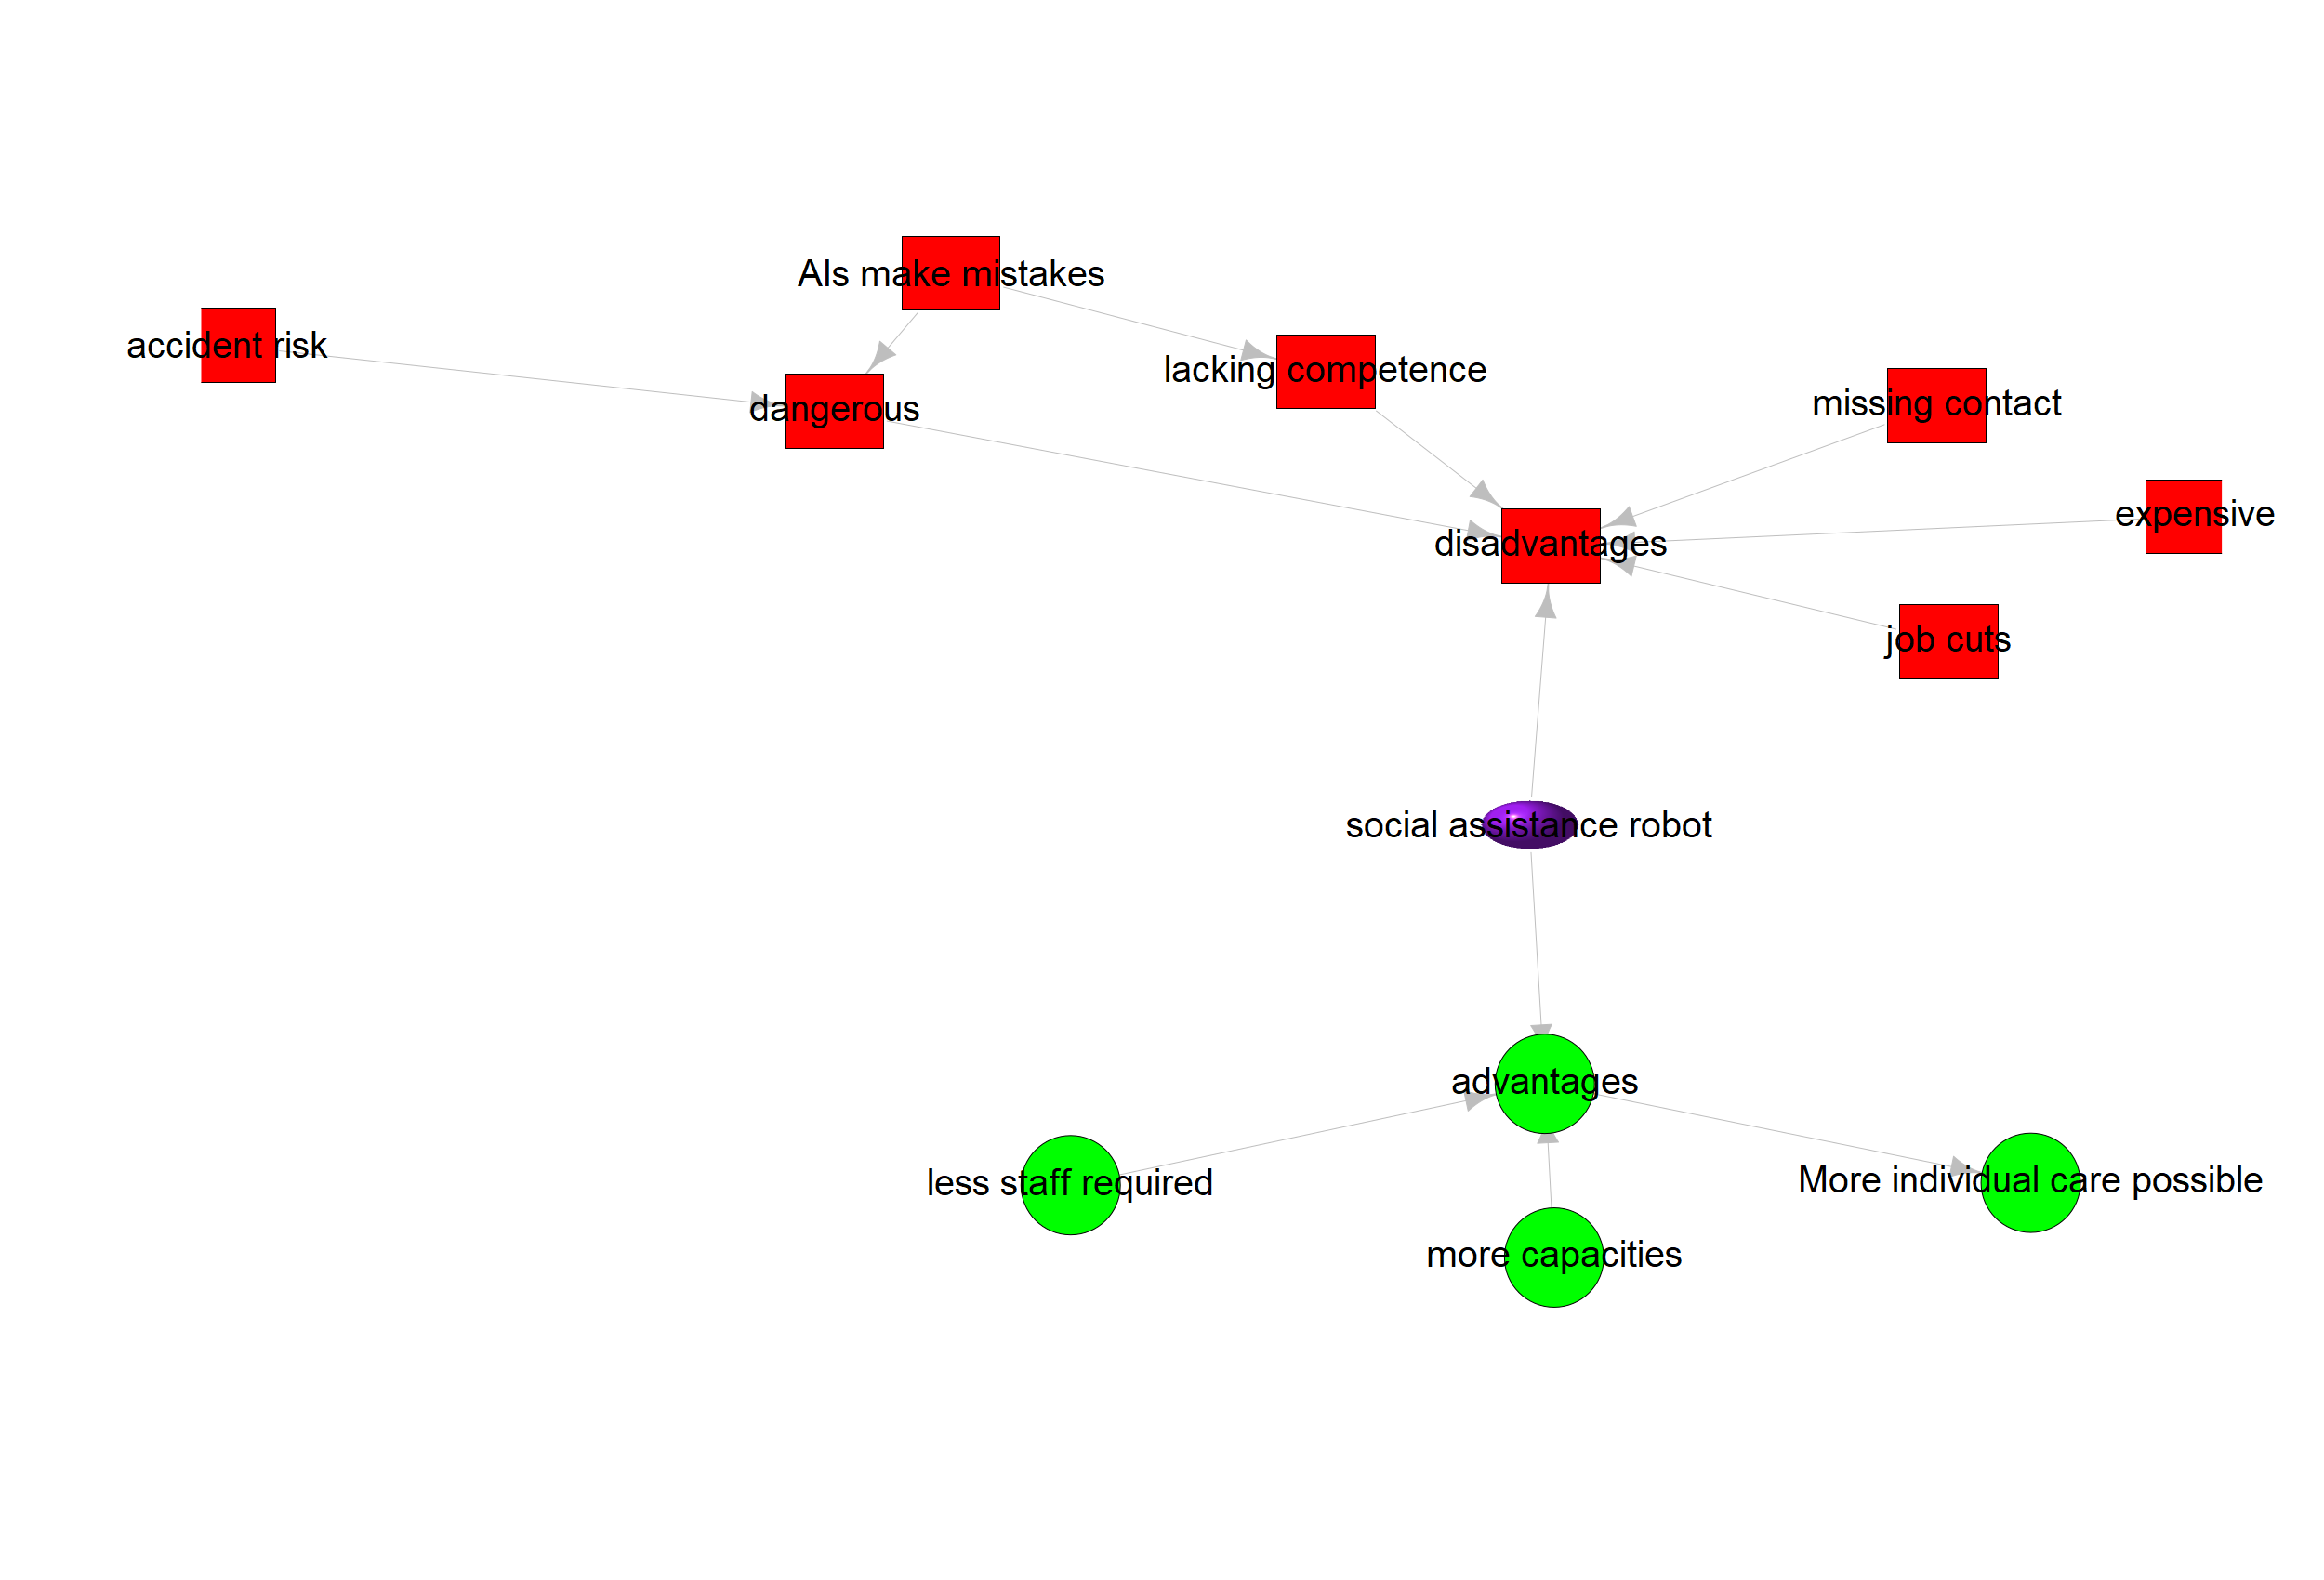 AIs make mistakes
accident risk
lacking competence
dangerous
missing contact
expensive
disadvantages
job cuts
social assistance robot
advantages
less staff required
More individual care possible
more capacities